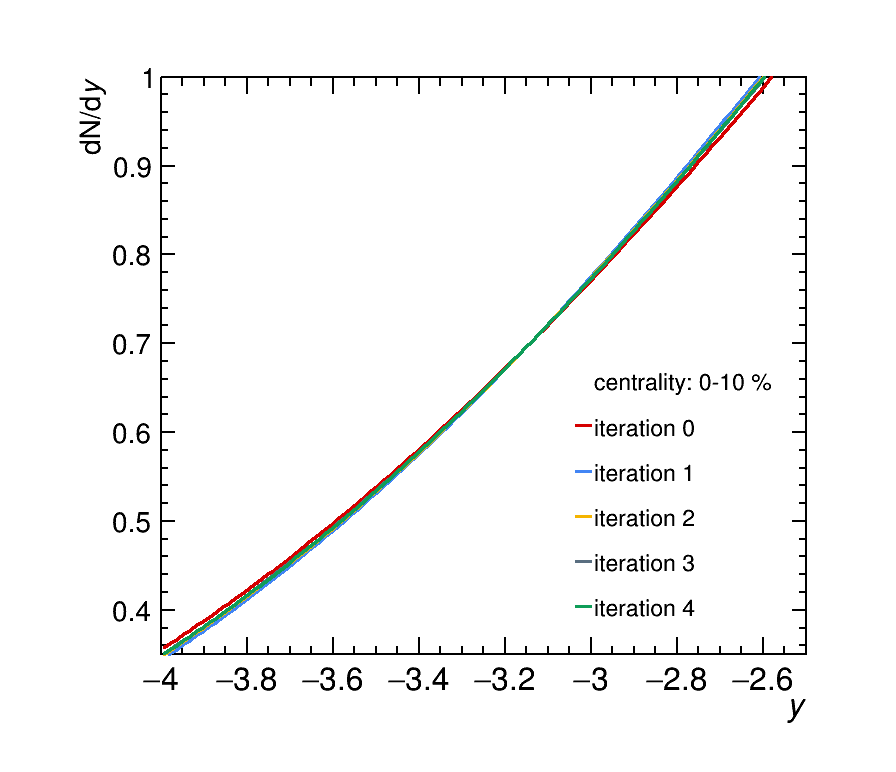 dN/dy
1
0.9
0.8
0.7
0.6
0.5
0.4
centrality: 0-10 %
iteration 0
iteration 1
iteration 2
iteration 3
iteration 4
−4 −3.8 −3.6 −3.4 −3.2 −3 −2.8 −2.6
y